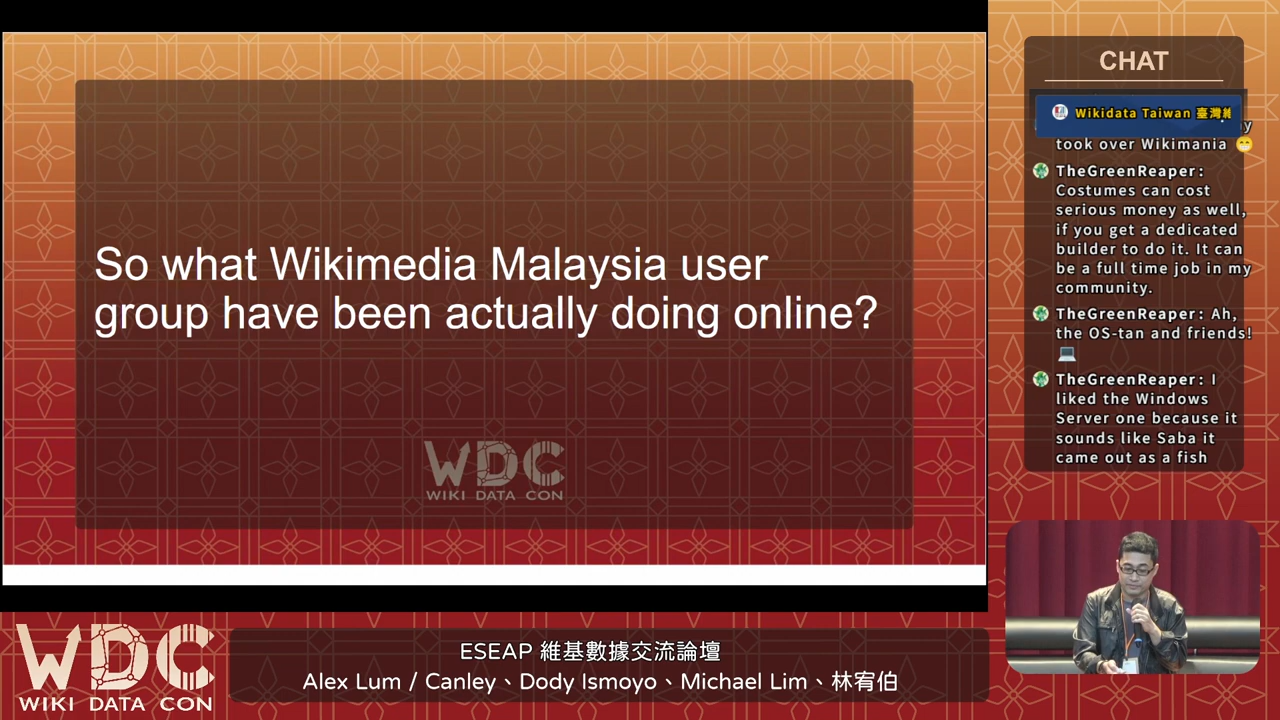 So what Wikimedia Malaysia user
group have been actually doing online?
WDC
WIKI DATA CON
CHAT
Wikidata Taiwan 臺灣維
took over Wikimania 😁
TheGreenReaper:
Costumes can cost
serious money as well,
if you get a dedicated
builder to do it. It can
be a full time job in my
community.
TheGreenReaper: Ah,
the OS-tan and friends!
💻
TheGreenReaper: I
liked the Windows
Server one because it
sounds like Saba it
came out as a fish
WDC
WIKI DATA CON
ESEAP 維基數據交流論壇
Alex Lum / Canley、Dody Ismoyo、Michael Lim、林宥伯